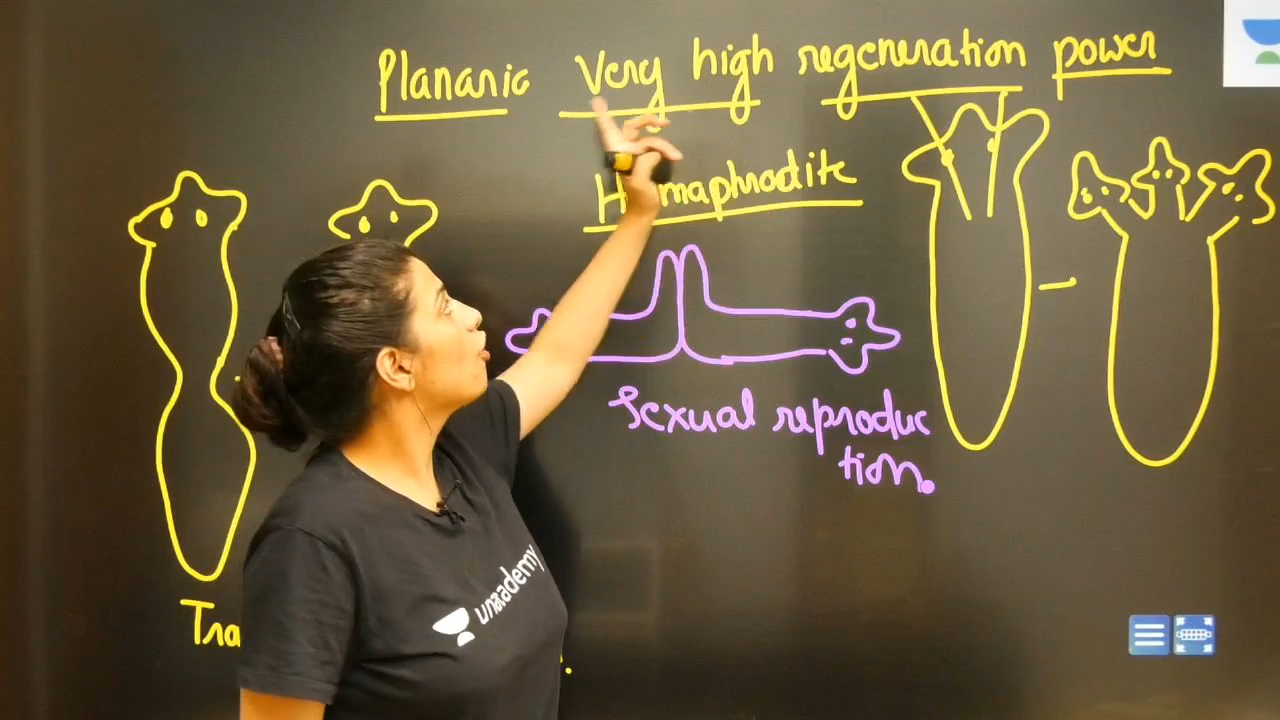 Planaria Very high regeneration power
H maphrodite
Sexual reproduc
tion.
Tra
unacademy